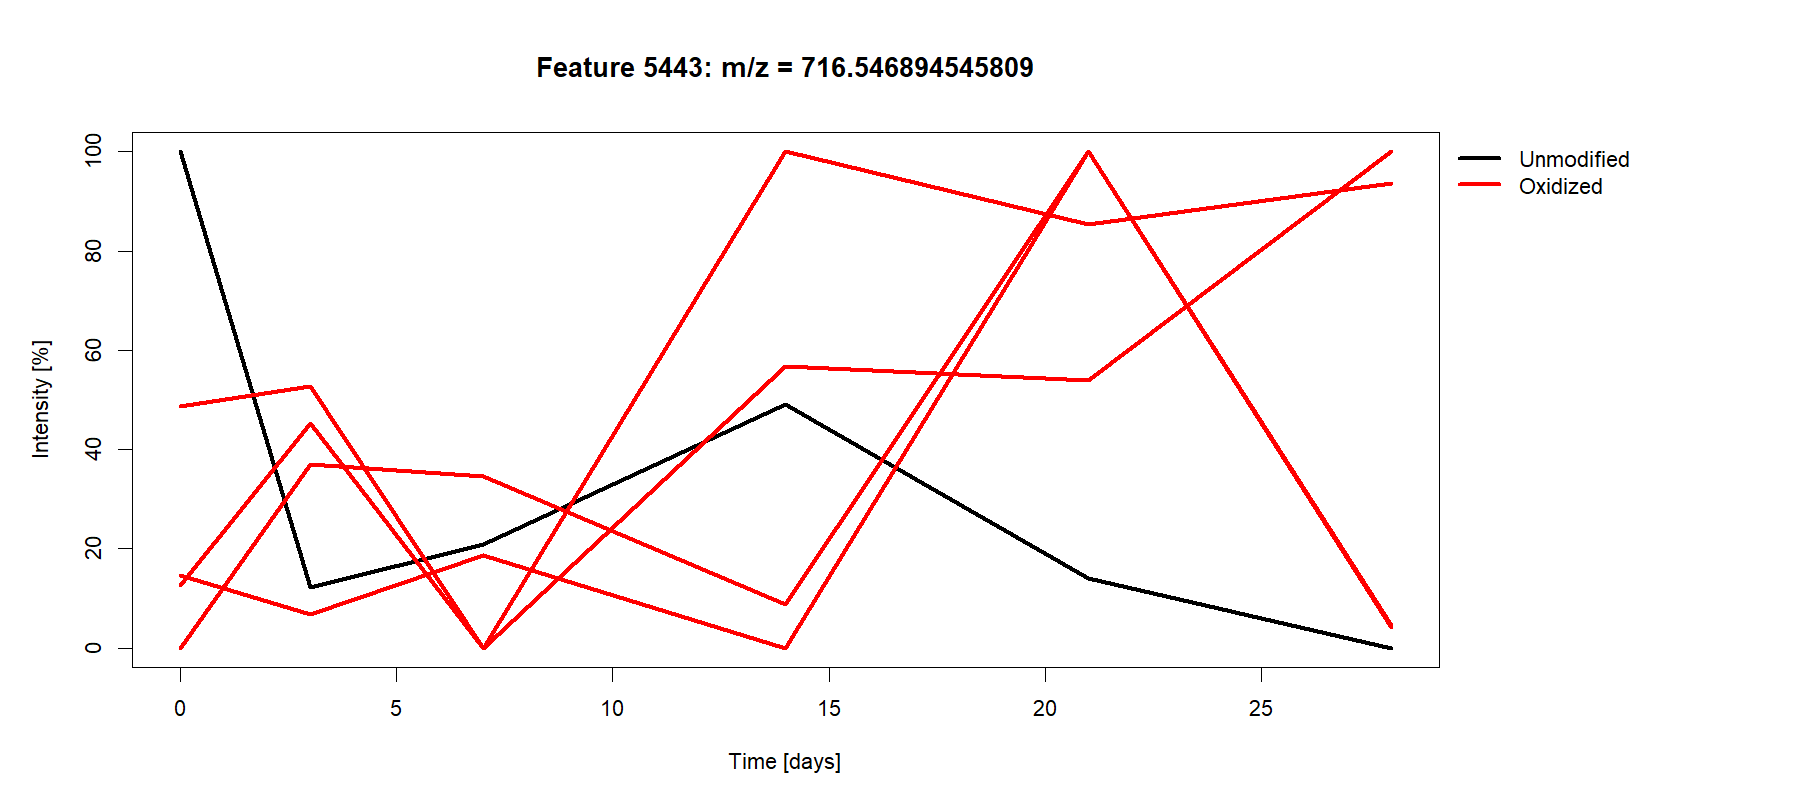 Feature 5443: m/z = 716.546894545809
Unmodified
Oxidized
Intensity [%]
100
80
60
40
20
0
0 5 10 15 20 25
Time [days]